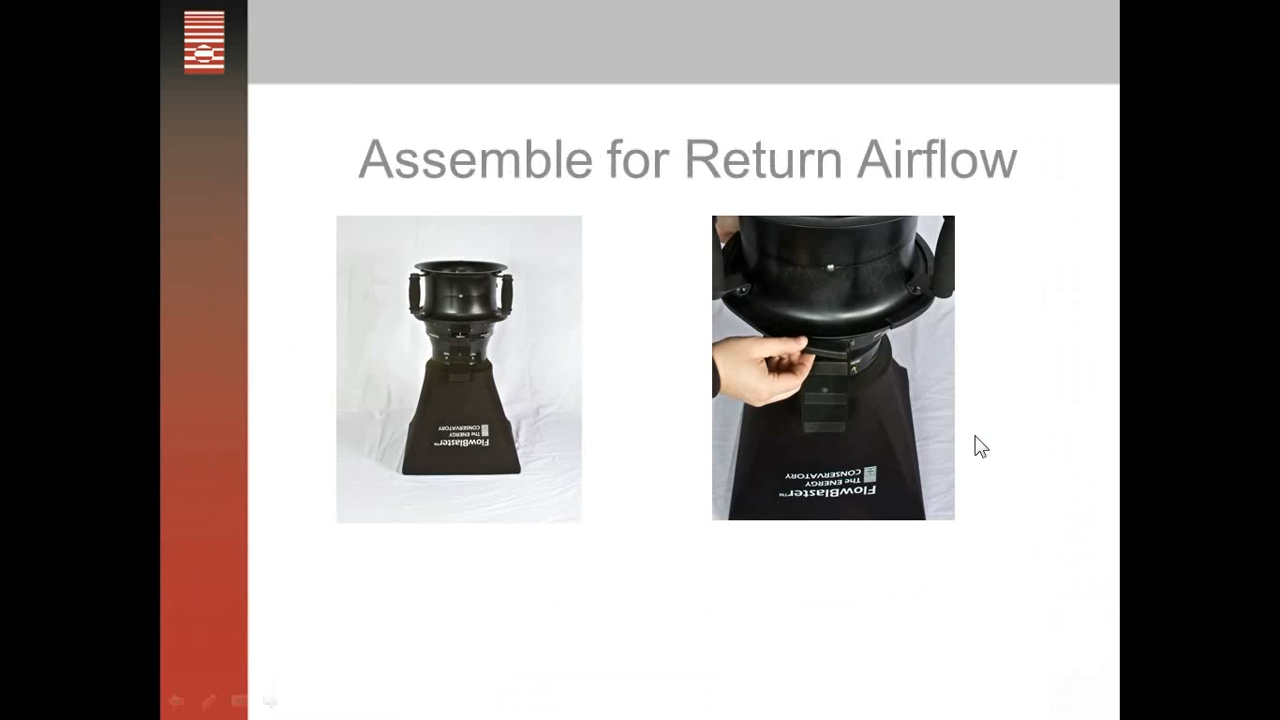 Assemble for Return Airflow
FlowBlaster™
The ENERGY
CONSERVATORY
FlowBlaster™
The ENERGY
CONSERVATORY